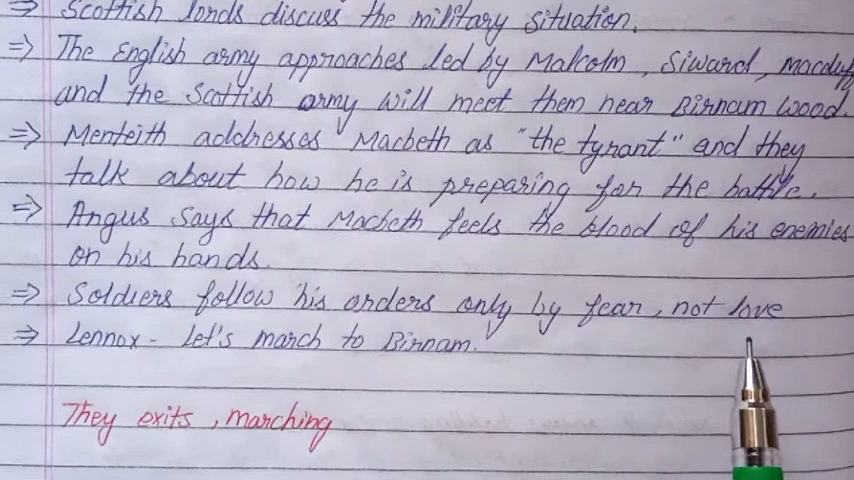 ⇒ Scottish lords discuss the military situation.
⇒ The English army approaches led by Malcolm, Siward, Macduff
and the Scottish army will meet them near Birnam Wood.
⇒ Menteith addresses Macbeth as "the tyrant" and they
talk about how he is preparing for the battle.
⇒ Angus says that Macbeth feels the blood of his enemies
on his hands.
⇒ Soldiers follow his orders only by fear, not love
⇒ Lennox - Let's march to Birnam.
They exits, marching